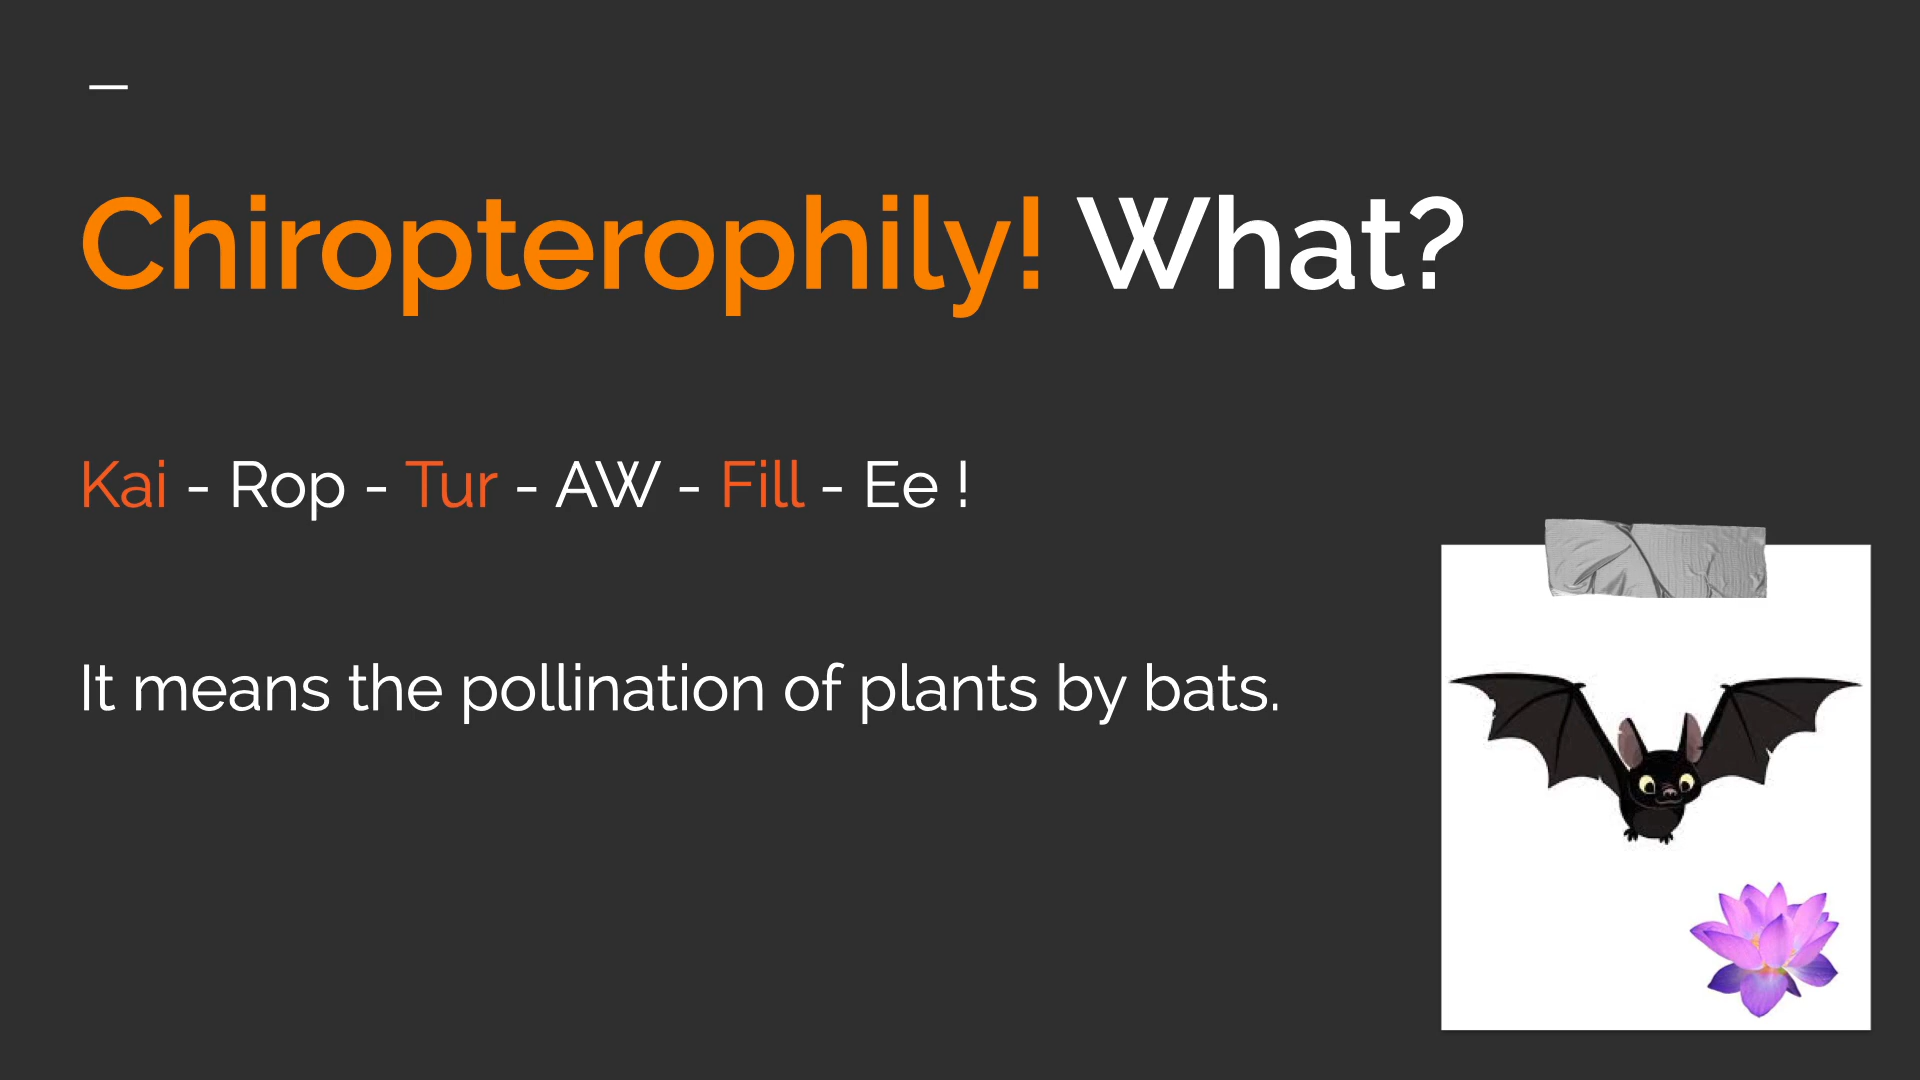 Chiropterophily! What?
Kai - Rop - Tur - AW - Fill - Ee !
It means the pollination of plants by bats.